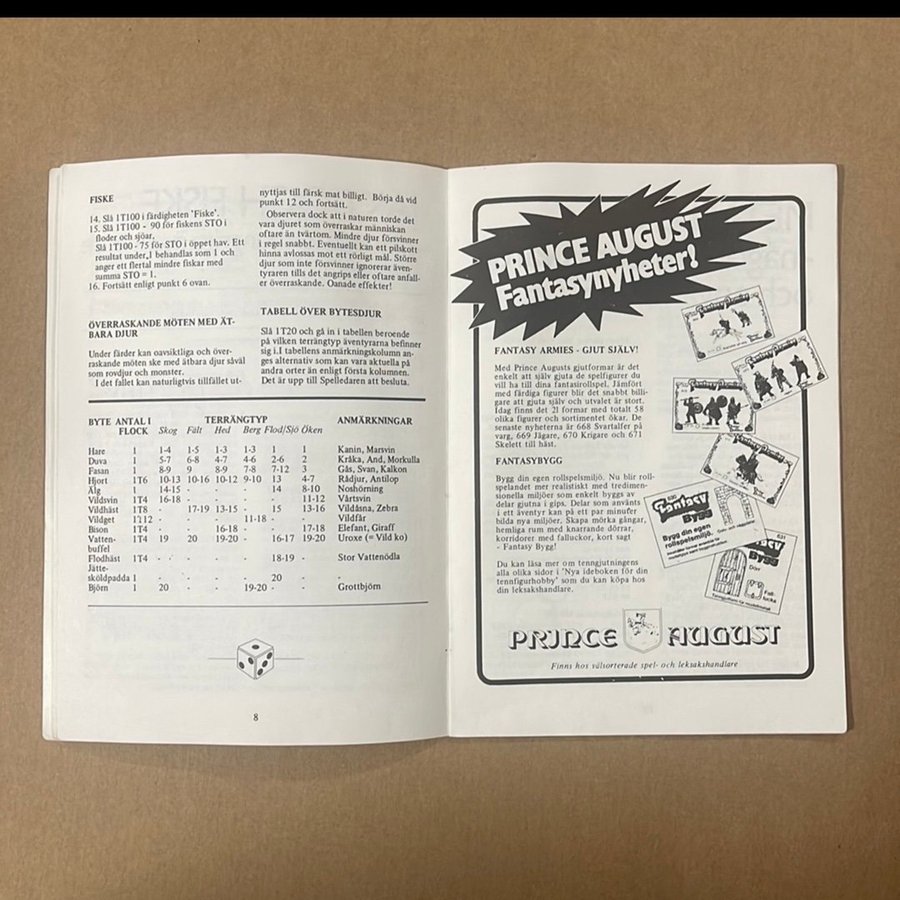 FISKE
14. Slå 1T100 i färdigheten 'Fiske'.
15. Slå 1T100 - 90 för fiskens STO i
floder och sjöar.
Slå 1T100 - 75 för STO i öppet hav. Ett
resultat under 1 behandlas som 1 och
anger ett flertal mindre fiskar med
summa STO = 1.
16. Fortsätt enligt punkt 6 ovan.
ÖVERRASKANDE MÖTEN MED ÄT-
BARA DJUR
Under färder kan oavsiktliga och över-
raskande möten ske med ätbara djur såväl
som rovdjur och monster.
I det fallet kan naturligtvis tillfället ut-
nyttjas till färsk mat billigt. Börja då vid
punkt 12 och fortsätt.
Observera dock att i naturen torde det
vara djuret som överraskar människan
oftare än tvärtom. Mindre djur försvinner
i regel snabbt. Eventuellt kan ett pilskott
hinna avlossas mot ett rörligt mål. Större
djur som inte försvinner ignorerar även-
tyraren tills det angrips eller oftare anfall-
er överraskande. Oanade effekter!
TABELL ÖVER BYTESDJUR
Slå 1T20 och gå in i tabellen beroende
på vilken terrängtyp äventyrarna befinner
sig i.I tabellens anmärkningskolumn an-
ges alternativ som kan vara aktuella på
andra orter än enligt första kolumnen.
Det är upp till Spelledaren att besluta.
BYTE ANTAL I TERRÄNGTYP ANMÄRKNINGAR
FLOCK Skog Fält Hed Berg Flod/Sjö Öken
Hare 1 1-4 1-5 1-3 1-3 1 1 Kanin, Marsvin
Duva 1 5-7 6-8 4-7 4-6 2-6 2 Kråka, And, Morkulla
Fasan 1 8-9 9 8-9 7-8 7-12 3 Gås, Svan, Kalkon
Hjort 1T6 10-13 10-16 10-12 9-10 13 4-7 Rådjur, Antilop
Älg 1 14-15 - - - 14 8-10 Noshörning
Vildsvin 1T4 16-18 - - - - 11-12 Vårtsvin
Vildhäst 1T8 - 17-19 13-15 - 15 13-16 Vildåsna, Zebra
Vildget 1T12 - - - 11-18 - - Vildfår
Bison 1T4 - - 16-18 - - 17-18 Elefant, Giraff
Vatten- 1T4 19 20 19-20 - 16-17 19-20 Uroxe (= Vild ko)
buffel
Flodhäst 1T4 - - - - 18-19 - Stor Vattenödla
Jätte-
sköldpadda 1 - - - - 20 - -
Björn 1 20 - - 19-20 - - Grottbjörn
8
PRINCE AUGUST
Fantasynyheter!
FANTASY ARMIES - GJUT SJÄLV!
Med Prince Augusts gjutformar är det
enkelt att själv gjuta de spelfigurer du
vill ha till dina fantasirollspel. Jämfört
med färdiga figurer blir det snabbt billi-
gare att gjuta själv och utvalet är stort.
Idag finns det 21 formar med totalt 58
olika figurer och sortimentet ökar. De
senaste nyheterna är 668 Svartalfer på
varg, 669 Jägare, 670 Krigare och 671
Skelett till häst.
FANTASYBYGG
Bygg din egen rollspelsmiljö. Nu blir roll-
spelandet mer realistiskt med tredimen-
sionella miljöer som enkelt byggs av
delar gjutna i gips. Delar som använts
i ett äventyr kan på ett par minuter
bilda nya miljöer. Skapa mörka gångar,
hemliga rum med knarrande dörrar,
korridorer med falluckor, kort sagt
- Fantasy Bygg!
Du kan läsa mer om tenngjutningens
alla olika sidor i 'Nya ideboken för din
tennfigurhobby' som du kan köpa hos
din leksakshandlare.
Fantasy
Bygg
Bygg din egen
rollspelsmiljö.
631
Bygg
Dörr
Fall-
lucka
PRINCE AUGUST
Finns hos välsorterade spel- och leksakshandlare